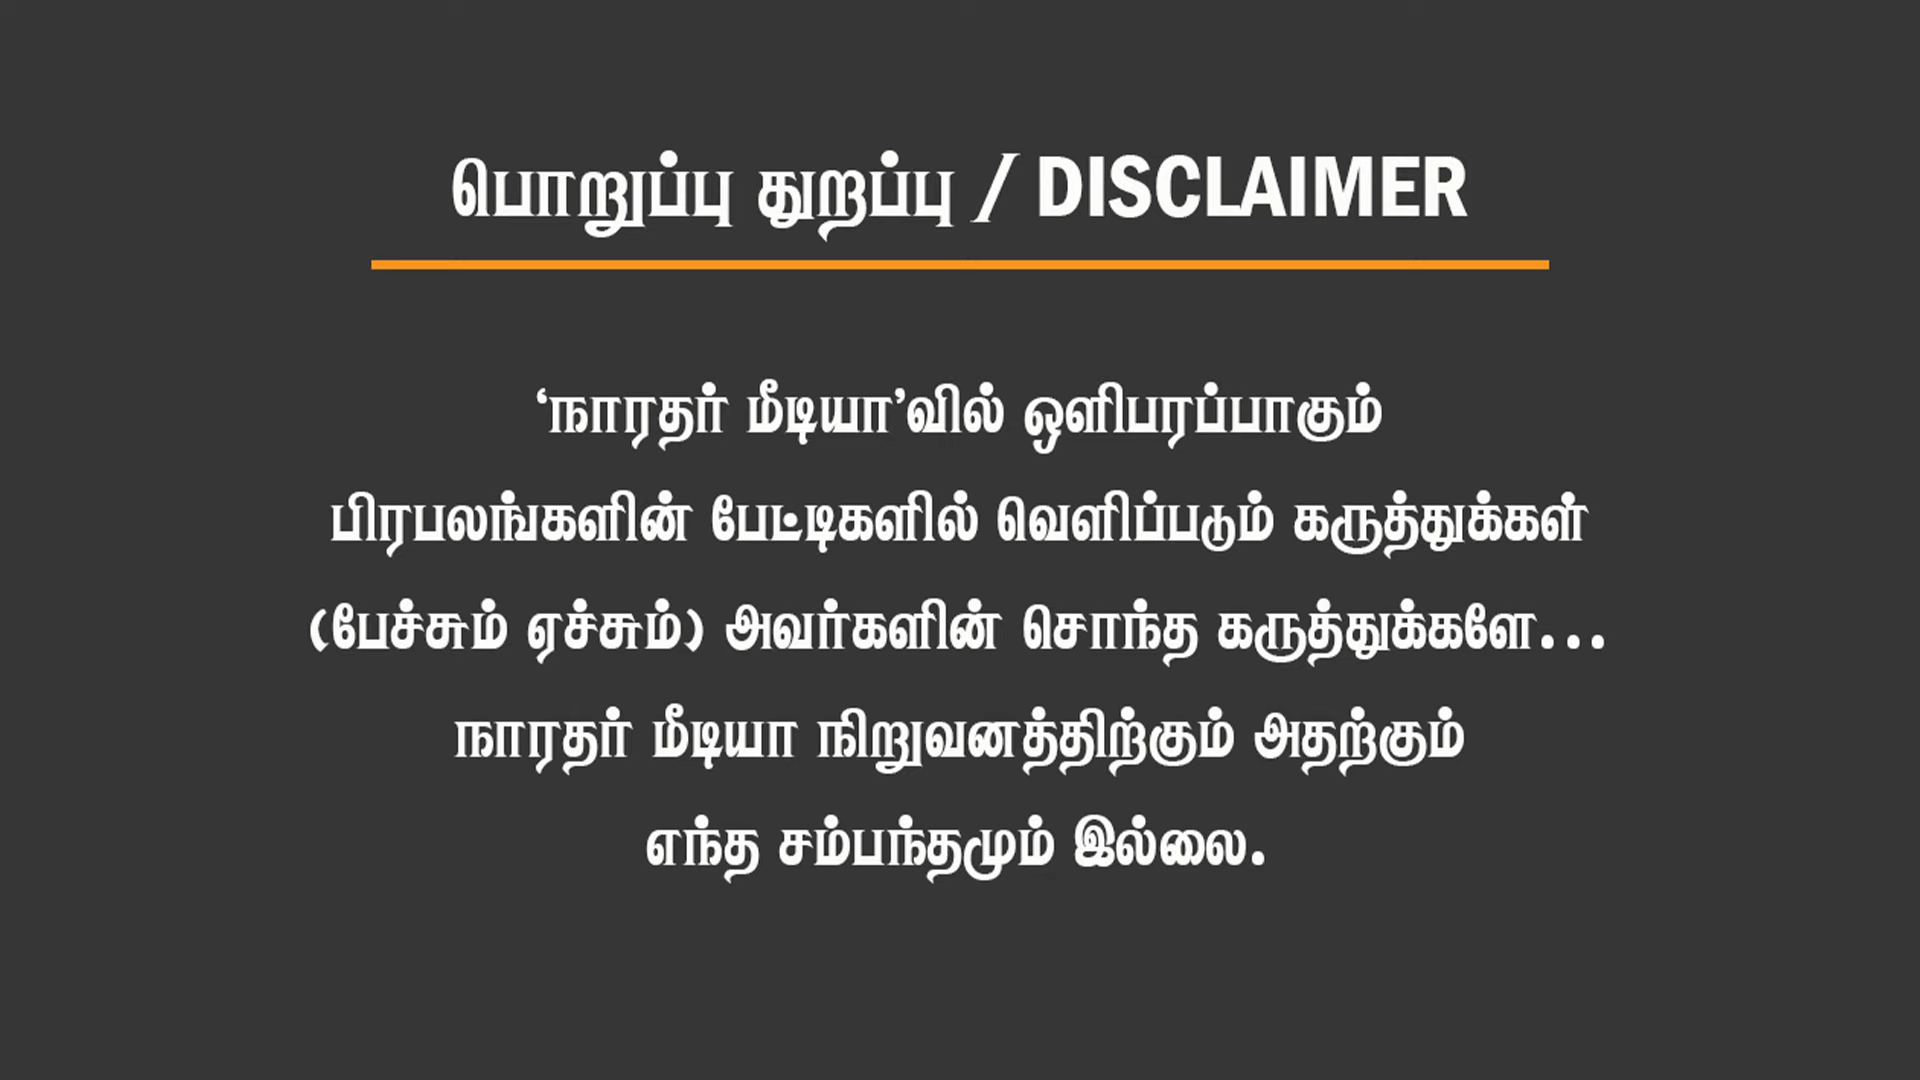 பொறுப்பு துறப்பு / DISCLAIMER
‘நாரதர் மீடியா’வில் ஒளிபரப்பாகும்
பிரபலங்களின் பேட்டிகளில் வெளிப்படும் கருத்துக்கள்
(பேச்சும் ஏச்சும்) அவர்களின் சொந்த கருத்துக்களே...
நாரதர் மீடியா நிறுவனத்திற்கும் அதற்கும்
எந்த சம்பந்தமும் இல்லை.